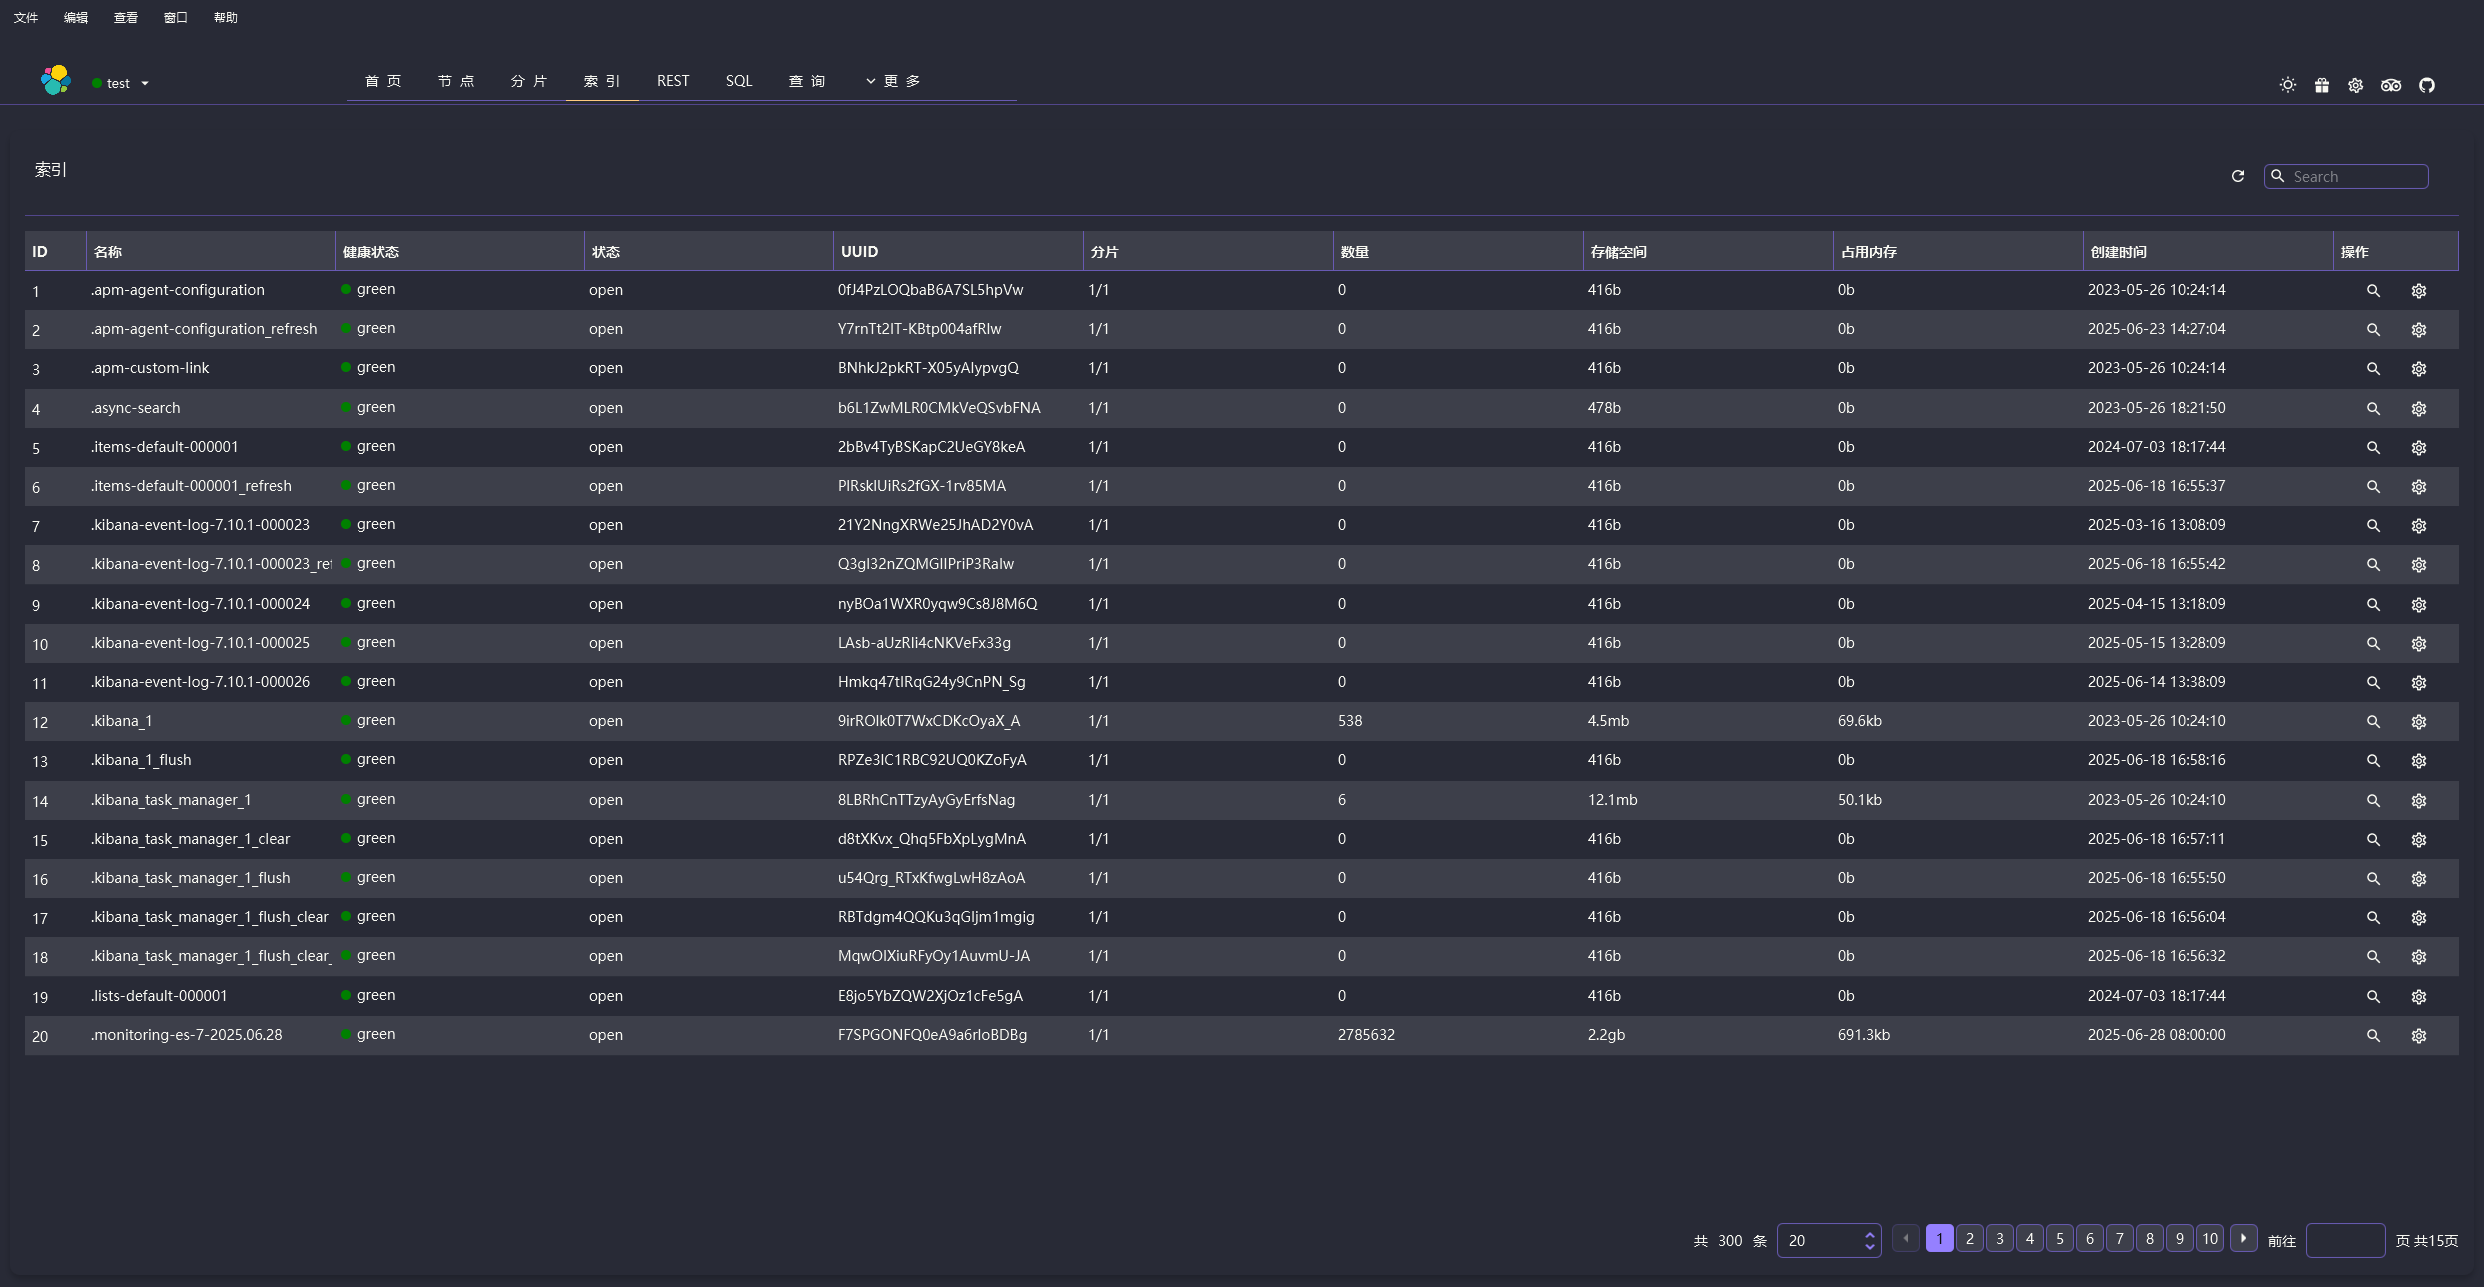 文件 编辑 查看 窗口 帮助
test 首页 节点 分片 索引 REST SQL 查询 更多
索引
Search
ID 名称 健康状态 状态 UUID 分片 数量 存储空间 占用内存 创建时间 操作
1 .apm-agent-configuration green open 0fJ4PzLOQbaB6A7SL5hpVw 1/1 0 416b 0b 2023-05-26 10:24:14
2 .apm-agent-configuration_refresh green open Y7rnTt2IT-KBtp004afRlw 1/1 0 416b 0b 2025-06-23 14:27:04
3 .apm-custom-link green open BNhkJ2pkRT-X05yAlypvgQ 1/1 0 416b 0b 2023-05-26 10:24:14
4 .async-search green open b6L1ZwMLR0CMkVeQSvbFNA 1/1 0 478b 0b 2023-05-26 18:21:50
5 .items-default-000001 green open 2bBv4TyBSKapC2UeGY8keA 1/1 0 416b 0b 2024-07-03 18:17:44
6 .items-default-000001_refresh green open PIRsklUiRs2fGX-1rv85MA 1/1 0 416b 0b 2025-06-18 16:55:37
7 .kibana-event-log-7.10.1-000023 green open 21Y2NngXRWe25JhAD2Y0vA 1/1 0 416b 0b 2025-03-16 13:08:09
8 .kibana-event-log-7.10.1-000023_ref green open Q3gl32nZQMGIIPriP3RaIw 1/1 0 416b 0b 2025-06-18 16:55:42
9 .kibana-event-log-7.10.1-000024 green open nyBOa1WXR0yqw9Cs8J8M6Q 1/1 0 416b 0b 2025-04-15 13:18:09
10 .kibana-event-log-7.10.1-000025 green open LAsb-aUzRli4cNKVeFx33g 1/1 0 416b 0b 2025-05-15 13:28:09
11 .kibana-event-log-7.10.1-000026 green open Hmkq47tIRqG24y9CnPN_Sg 1/1 0 416b 0b 2025-06-14 13:38:09
12 .kibana_1 green open 9irROlk0T7WxCDKcOyaX_A 1/1 538 4.5mb 69.6kb 2023-05-26 10:24:10
13 .kibana_1_flush green open RPZe3lC1RBC92UQ0KZoFyA 1/1 0 416b 0b 2025-06-18 16:58:16
14 .kibana_task_manager_1 green open 8LBRhCnTTzyAyGyErfsNag 1/1 6 12.1mb 50.1kb 2023-05-26 10:24:10
15 .kibana_task_manager_1_clear green open d8tXKvx_Qhq5FbXpLygMnA 1/1 0 416b 0b 2025-06-18 16:57:11
16 .kibana_task_manager_1_flush green open u54Qrg_RTxKfwgLwH8zAoA 1/1 0 416b 0b 2025-06-18 16:55:50
17 .kibana_task_manager_1_flush_clear green open RBTdgm4QQKu3qGIjm1mgig 1/1 0 416b 0b 2025-06-18 16:56:04
18 .kibana_task_manager_1_flush_clear_ green open MqwOIXiuRFyOy1AuvmU-JA 1/1 0 416b 0b 2025-06-18 16:56:32
19 .lists-default-000001 green open E8jo5YbZQW2XjOz1cFe5gA 1/1 0 416b 0b 2024-07-03 18:17:44
20 .monitoring-es-7-2025.06.28 green open F7SPGONFQ0eA9a6rIoBDBg 1/1 2785632 2.2gb 691.3kb 2025-06-28 08:00:00
共 300 条 20 1 2 3 4 5 6 7 8 9 10 前往 页 共15页